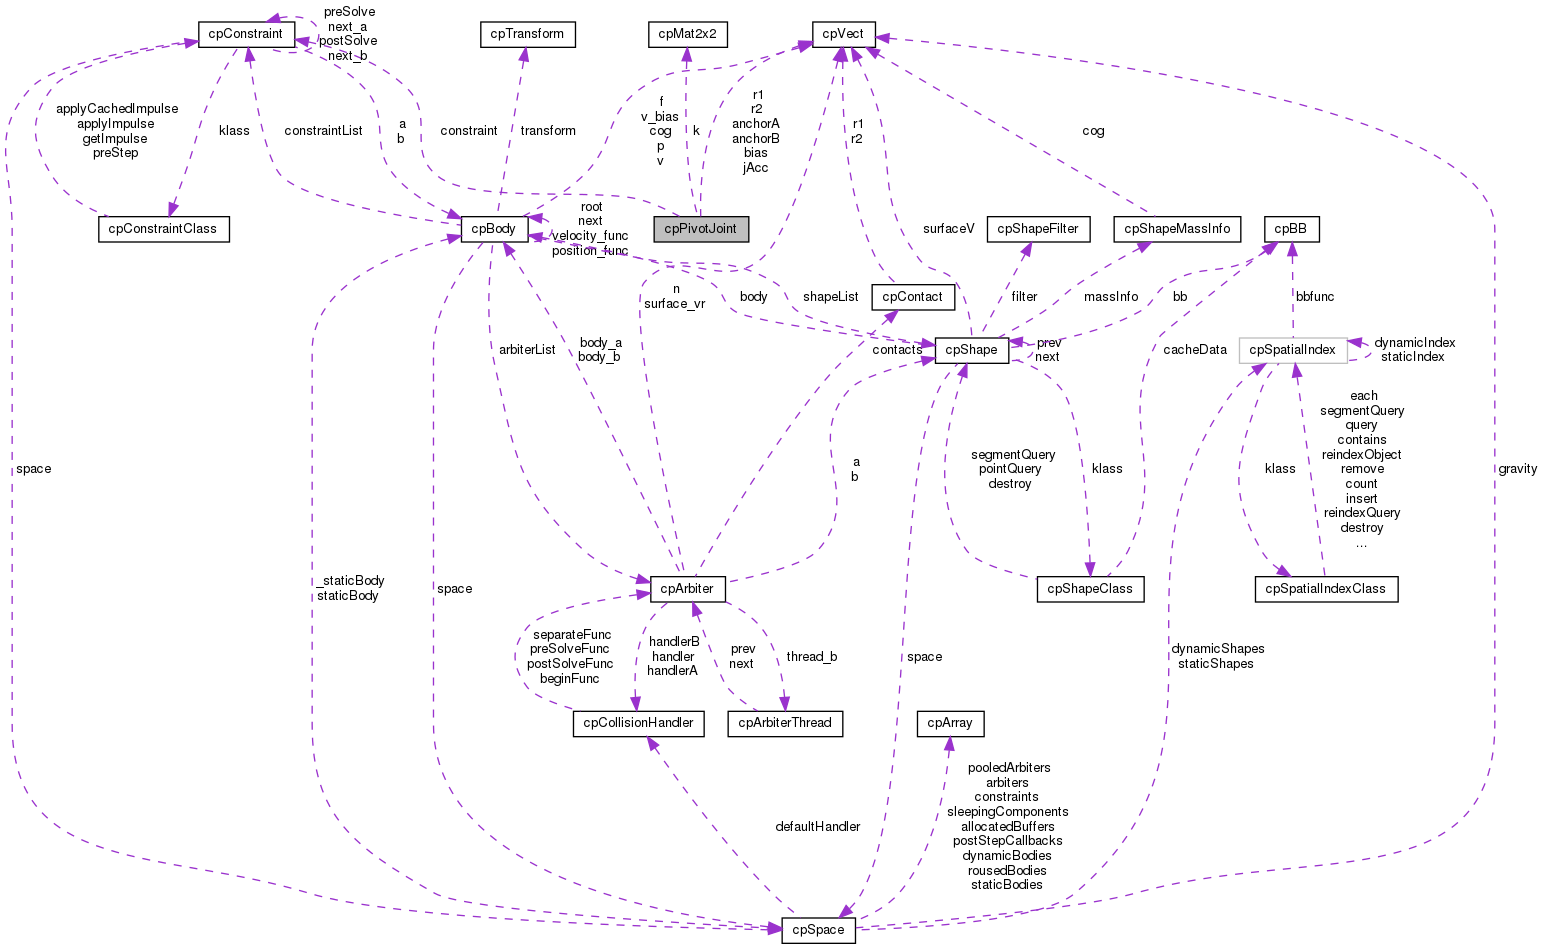 preSolve
next_a
postSolve
next_b
cpConstraint
cpTransform
cpMat2x2
cpVect
applyCachedImpulse
applyImpulse
getImpulse
preStep
klass
constraintList
a
b
constraint
transform
f
v_bias
cog
p
v
k
r1
r2
anchorA
anchorB
bias
jAcc
r1
r2
cog
cpConstraintClass
cpBody
root
next
velocity_func
position_func
cpPivotJoint
surfaceV
cpShapeFilter
cpShapeMassInfo
cpBB
n
surface_vr
body
shapeList
cpContact
filter
massInfo
bb
bbfunc
arbiterList
body_a
body_b
contacts
cpShape
prev
next
cacheData
cpSpatialIndex
dynamicIndex
staticIndex
space
a
b
segmentQuery
pointQuery
destroy
klass
klass
each
segmentQuery
query
contains
reindexObject
remove
count
insert
reindexQuery
destroy
...
gravity
_staticBody
staticBody
space
cpArbiter
cpShapeClass
cpSpatialIndexClass
separateFunc
preSolveFunc
postSolveFunc
beginFunc
handlerB
handler
handlerA
prev
next
thread_b
space
dynamicShapes
staticShapes
cpCollisionHandler
cpArbiterThread
cpArray
defaultHandler
pooledArbiters
arbiters
constraints
sleepingComponents
allocatedBuffers
postStepCallbacks
dynamicBodies
rousedBodies
staticBodies
cpSpace